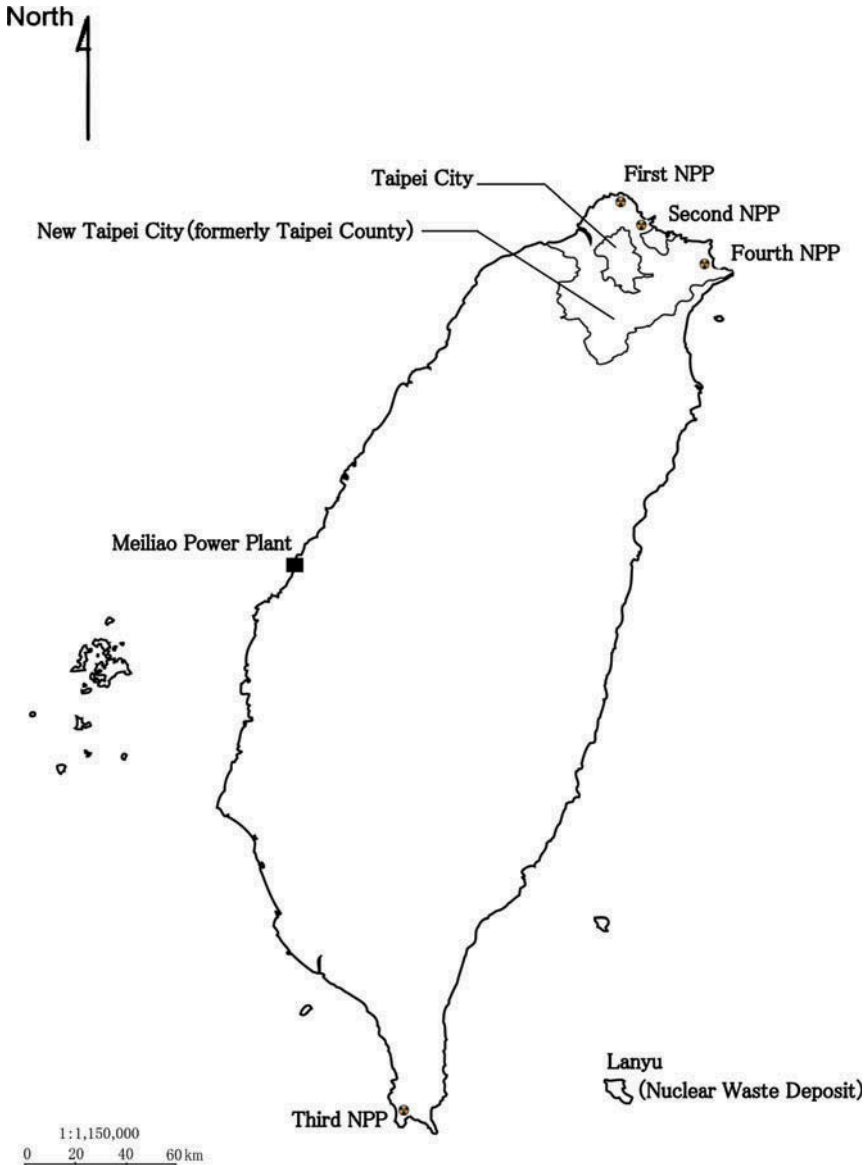 North
First NPP
Taipei City
Second NPP
New Taipei City (formerly Taipei County)
Fourth NPP
Meiliao Power Plant
Lanyu
(Nuclear Waste Deposit)
Third NPP
1:1,150,000
0 20 40 60 km